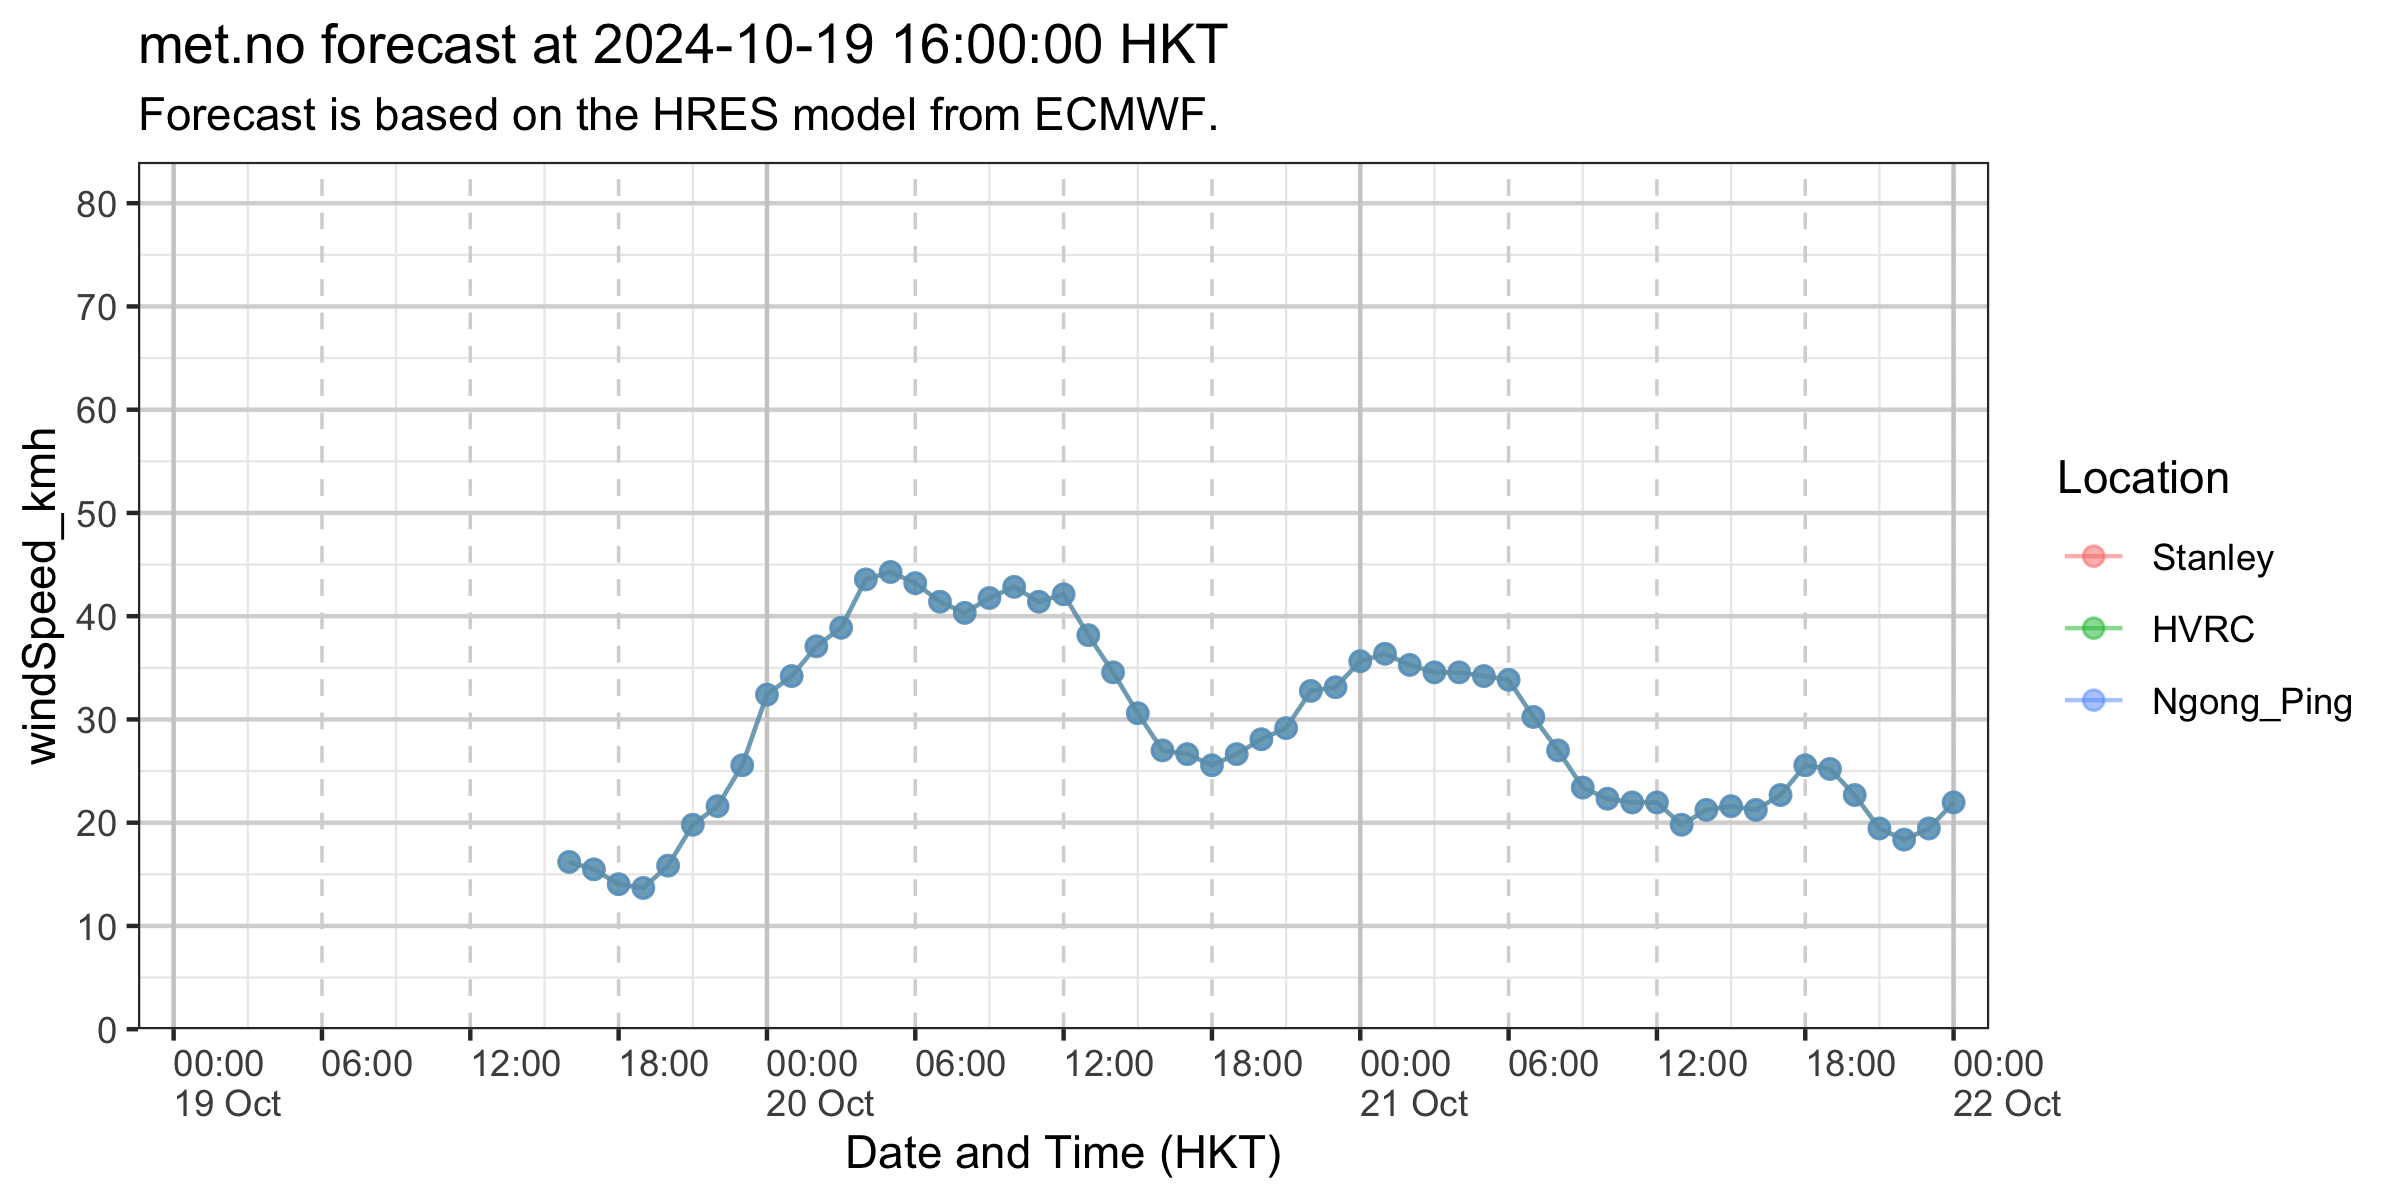 met.no forecast at 2024-10-19 16:00:00 HKT
Forecast is based on the HRES model from ECMWF.
windSpeed_kmh
80
70
60
50
40
30
20
10
0
00:00 06:00 12:00 18:00 00:00 06:00 12:00 18:00 00:00 06:00 12:00 18:00 00:00
19 Oct 20 Oct 21 Oct 22 Oct
Date and Time (HKT)
Location
Stanley
HVRC
Ngong_Ping